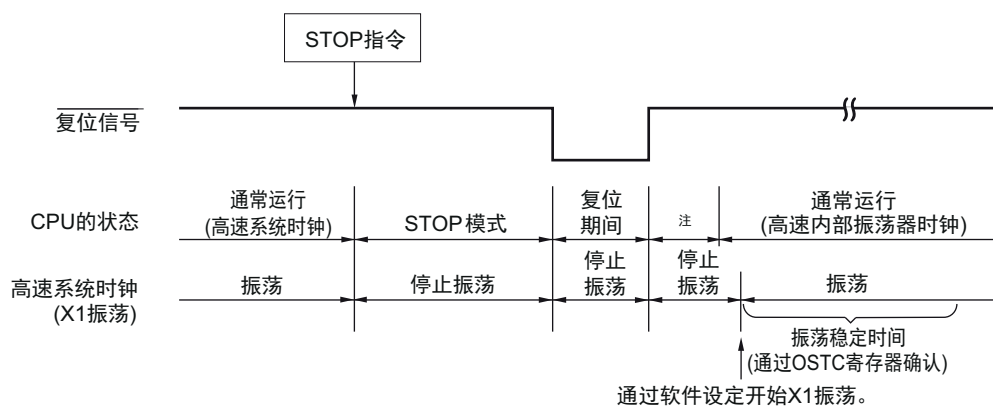 STOP指令
复位信号
CPU的状态
通常运行
(高速系统时钟)
STOP模式
复位
期间
注
通常运行
(高速内部振荡器时钟)
高速系统时钟
(X1振荡)
振荡
停止振荡
停止
振荡
停止
振荡
振荡
振荡稳定时间
(通过OSTC寄存器确认)
通过软件设定开始X1振荡。